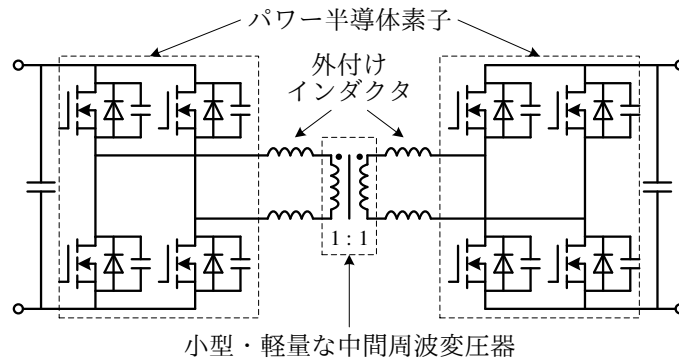 パワー半導体素子
外付け
インダクタ
1 : 1
小型・軽量な中間周波変圧器